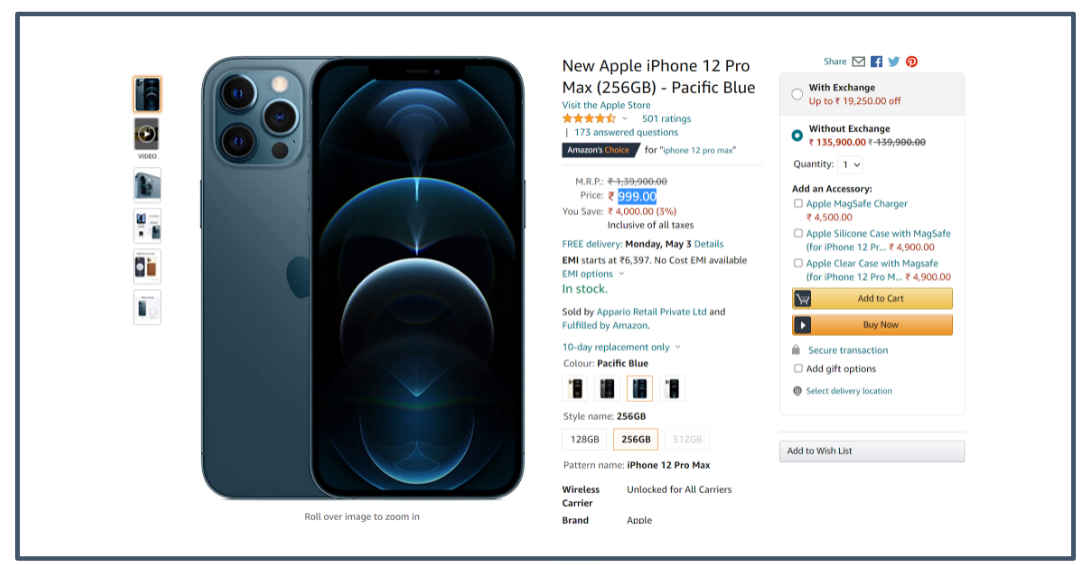 VIDEO
Roll over image to zoom in
New Apple iPhone 12 Pro
Max (256GB) - Pacific Blue
Visit the Apple Store
501 ratings
| 173 answered questions
Amazon's Choice for "iphone 12 pro max"
M.R.P.: ₹ 1,39,900.00
Price: ₹ 999.00
You Save: ₹ 4,000.00 (3%)
Inclusive of all taxes
FREE delivery: Monday, May 3 Details
EMI starts at ₹6,397. No Cost EMI available
EMI options
In stock.
Sold by Appario Retail Private Ltd and
Fulfilled by Amazon.
10-day replacement only
Colour: Pacific Blue
Style name: 256GB
128GB 256GB 512GB
Pattern name: iPhone 12 Pro Max
Wireless Unlocked for All Carriers
Carrier
Brand Apple
Share
With Exchange
Up to ₹ 19,250.00 off
Without Exchange
₹ 135,900.00 ₹ 139,900.00
Quantity: 1
Add an Accessory:
Apple MagSafe Charger
₹ 4,500.00
Apple Silicone Case with MagSafe
(for iPhone 12 Pr... ₹ 4,900.00
Apple Clear Case with Magsafe
(for iPhone 12 Pro M... ₹ 4,900.00
Add to Cart
Buy Now
Secure transaction
Add gift options
Select delivery location
Add to Wish List